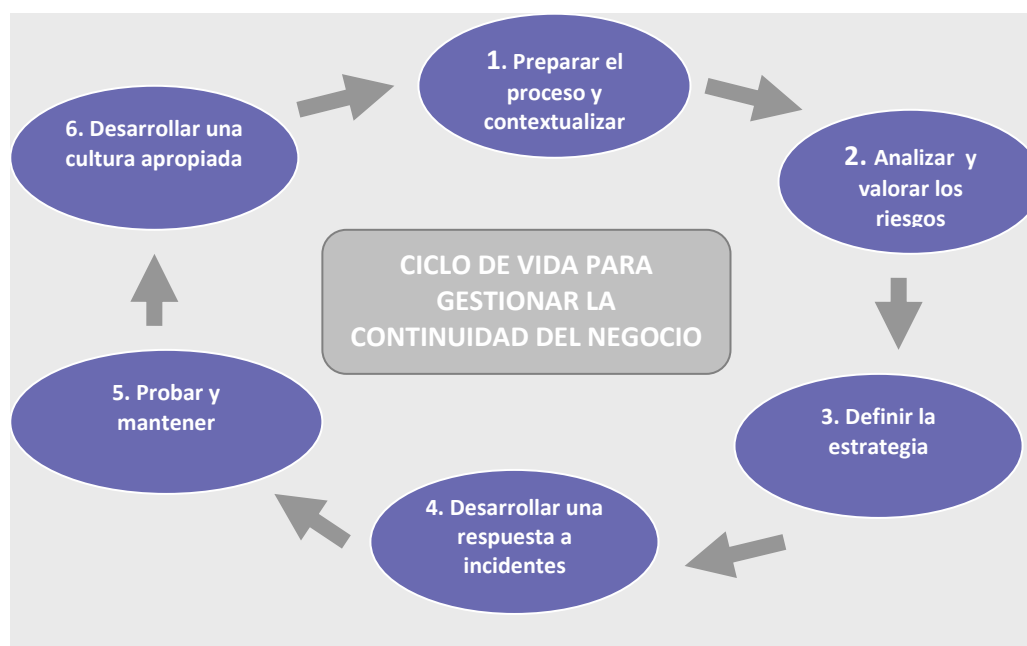 1. Preparar el
proceso y
contextualizar
2. Analizar y
valorar los
riesgos
3. Definir la
estrategia
4. Desarrollar una
respuesta a
incidentes
5. Probar y
mantener
6. Desarrollar una
cultura apropiada
CICLO DE VIDA PARA
GESTIONAR LA
CONTINUIDAD DEL NEGOCIO